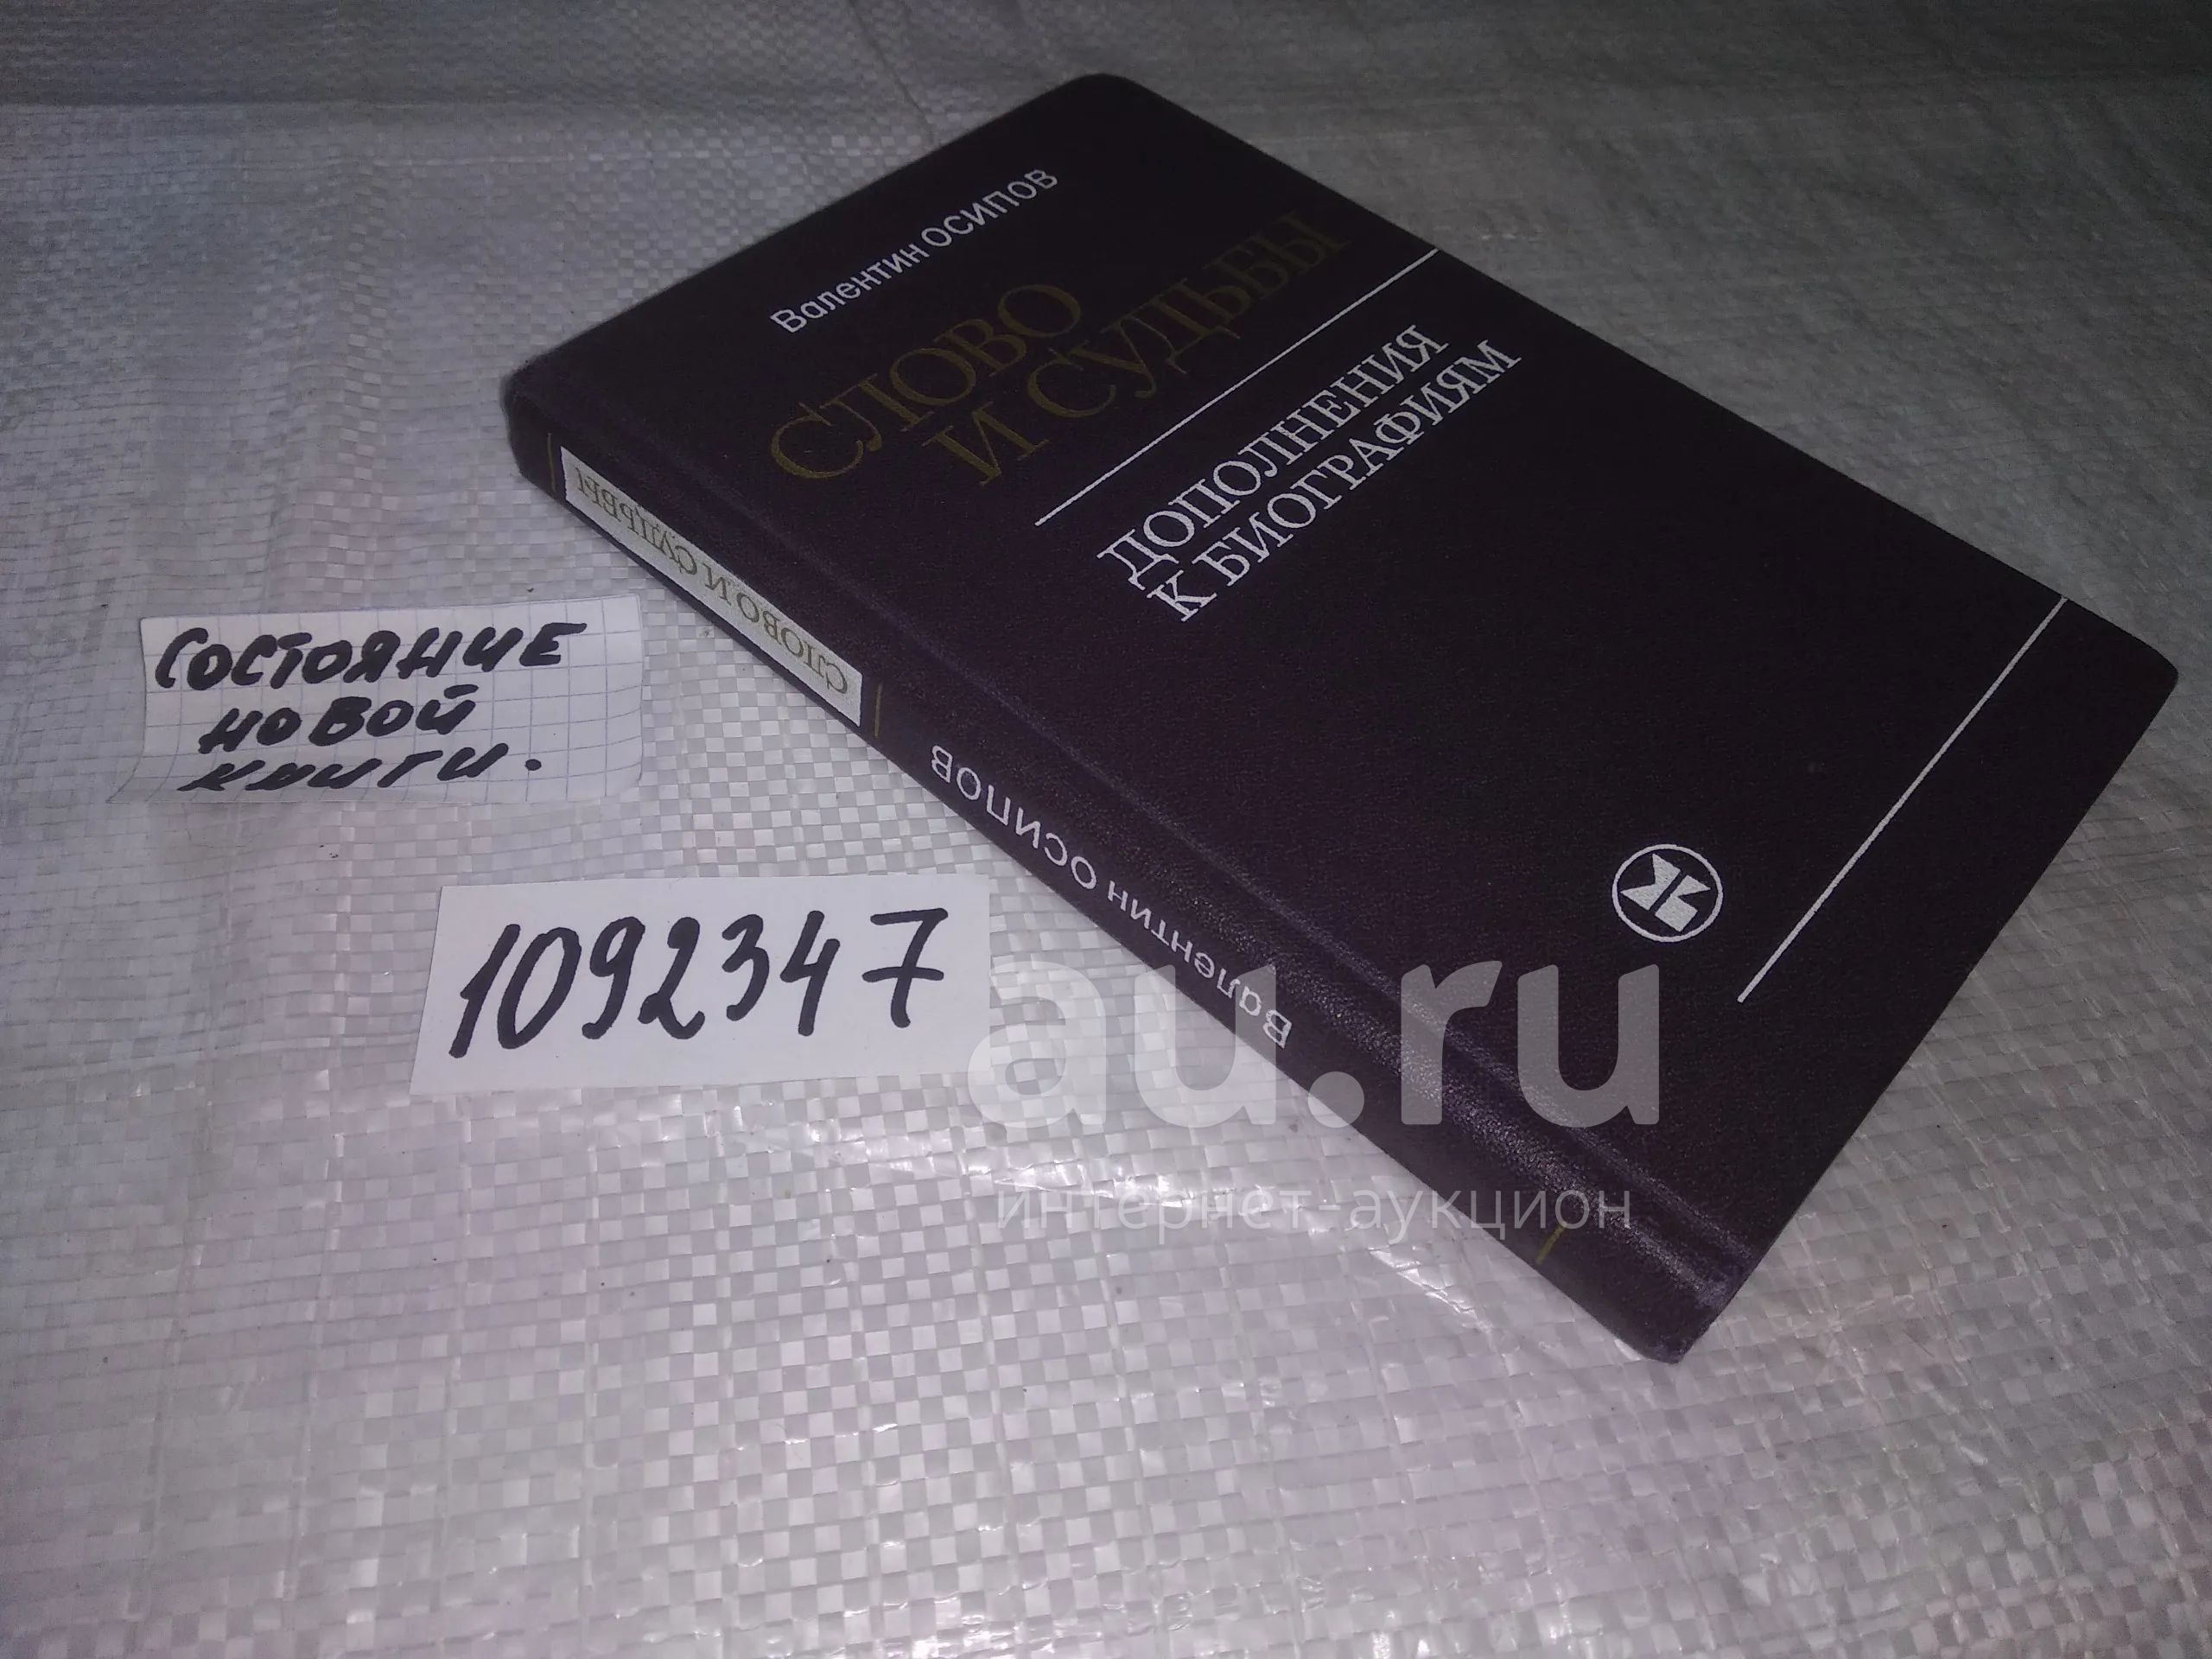 Валентин ОСИПОВ
СЛОВО
И СУДЬБЫ
ДОПОЛНЕНИЯ
К БИОГРАФИЯМ
СЛОВО И СУДЬБЫ
Валентин ОСИПОВ
СОСТОЯНИЕ
НОВОЙ
КНИГИ.
1092347
au.ru
интернет-аукцион